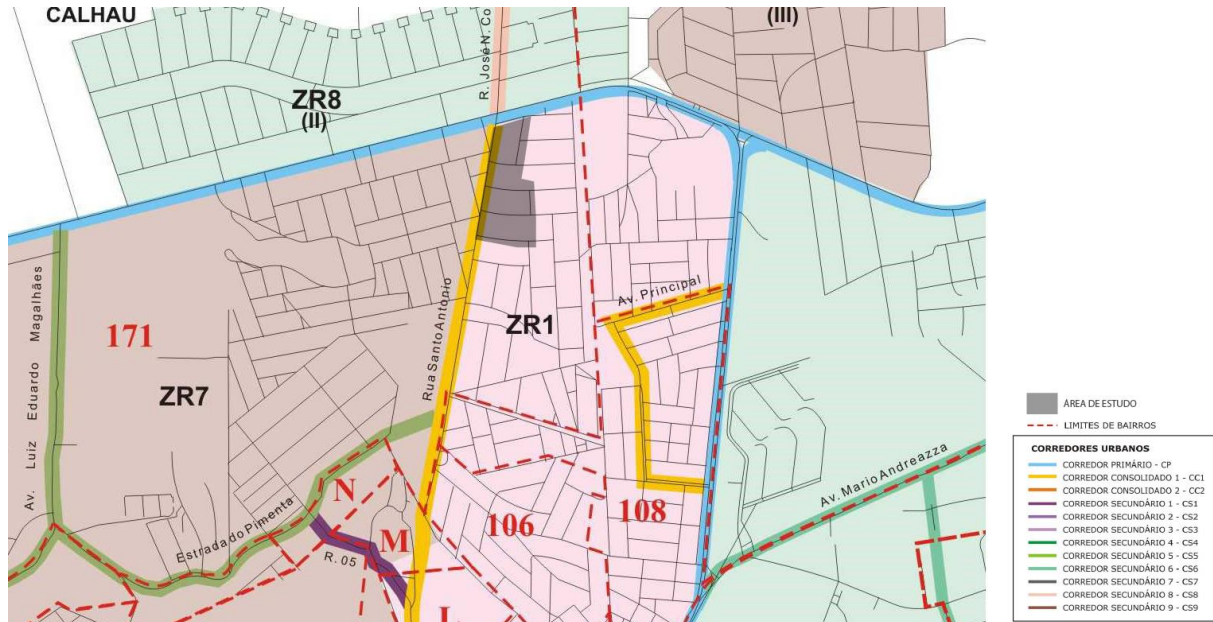 CALHAU
(III)
R. José N. Co
ZR8
(II)
Av. Luiz Eduardo Magalhães
171
ZR7
Rua Santo Antonio
ZR1
Av. Principal
Estrada do Pimenta
N
M
R. 05
106
108
Av. Mario Andreazza
L
ÁREA DE ESTUDO
LIMITES DE BAIRROS
CORREDORES URBANOS
CORREDOR PRIMÁRIO - CP
CORREDOR CONSOLIDADO 1 - CC1
CORREDOR CONSOLIDADO 2 - CC2
CORREDOR SECUNDÁRIO 1 - CS1
CORREDOR SECUNDÁRIO 2 - CS2
CORREDOR SECUNDÁRIO 3 - CS3
CORREDOR SECUNDÁRIO 4 - CS4
CORREDOR SECUNDÁRIO 5 - CS5
CORREDOR SECUNDÁRIO 6 - CS6
CORREDOR SECUNDÁRIO 7 - CS7
CORREDOR SECUNDÁRIO 8 - CS8
CORREDOR SECUNDÁRIO 9 - CS9